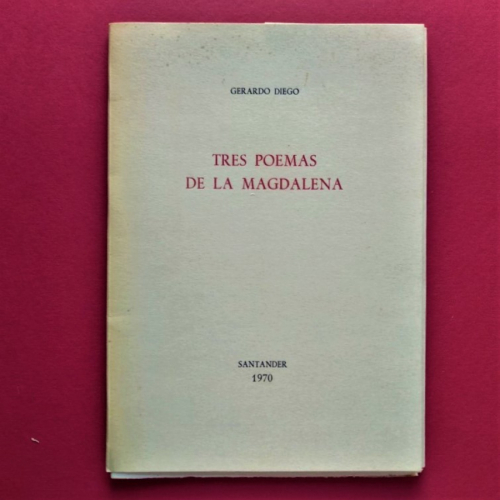 GERARDO DIEGO
TRES POEMAS
DE LA MAGDALENA
SANTANDER
1970